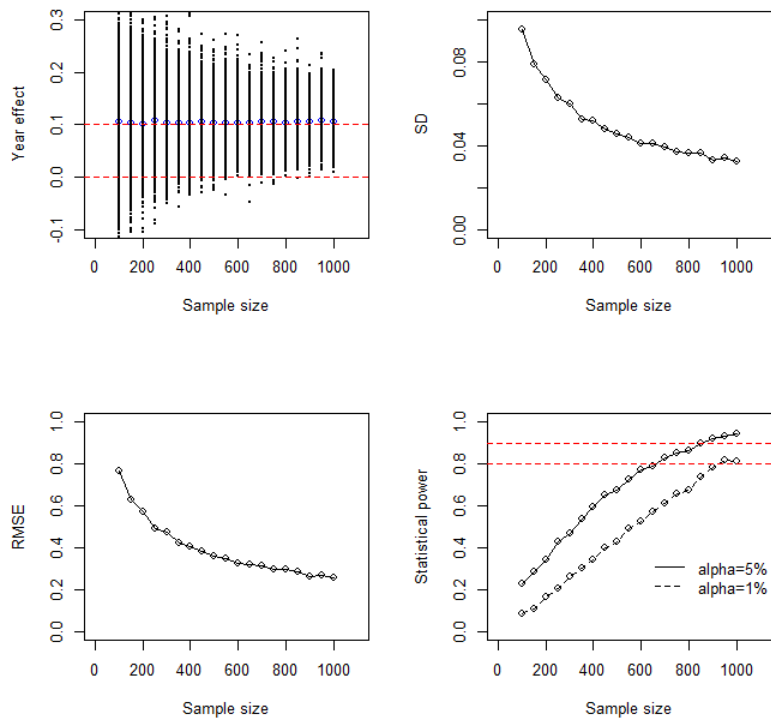 Year effect
-0.1 0.0 0.1 0.2 0.3
0 200 400 600 800 1000
Sample size
SD
0.00 0.04 0.08
0 200 400 600 800 1000
Sample size
RMSE
0.0 0.2 0.4 0.6 0.8 1.0
0 200 400 600 800 1000
Sample size
Statistical power
0.0 0.2 0.4 0.6 0.8 1.0
alpha=5%
alpha=1%
0 200 400 600 800 1000
Sample size